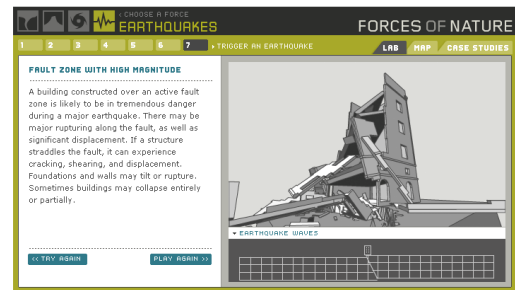 < CHOOSE A FORCE
EARTHQUAKES
FORCES OF NATURE
1 2 3 4 5 6 7 ▸ TRIGGER AN EARTHQUAKE
LAB MAP CASE STUDIES
FAULT ZONE WITH HIGH MAGNITUDE
A building constructed over an active fault
zone is likely to be in tremendous danger
during a major earthquake. There may be
major rupturing along the fault, as well as
significant displacement. If a structure
straddles the fault, it can experience
cracking, shearing, and displacement.
Foundations and walls may tilt or rupture.
Sometimes buildings may collapse entirely
or partially.
<< TRY AGAIN
PLAY AGAIN >>
▾ EARTHQUAKE WAVES